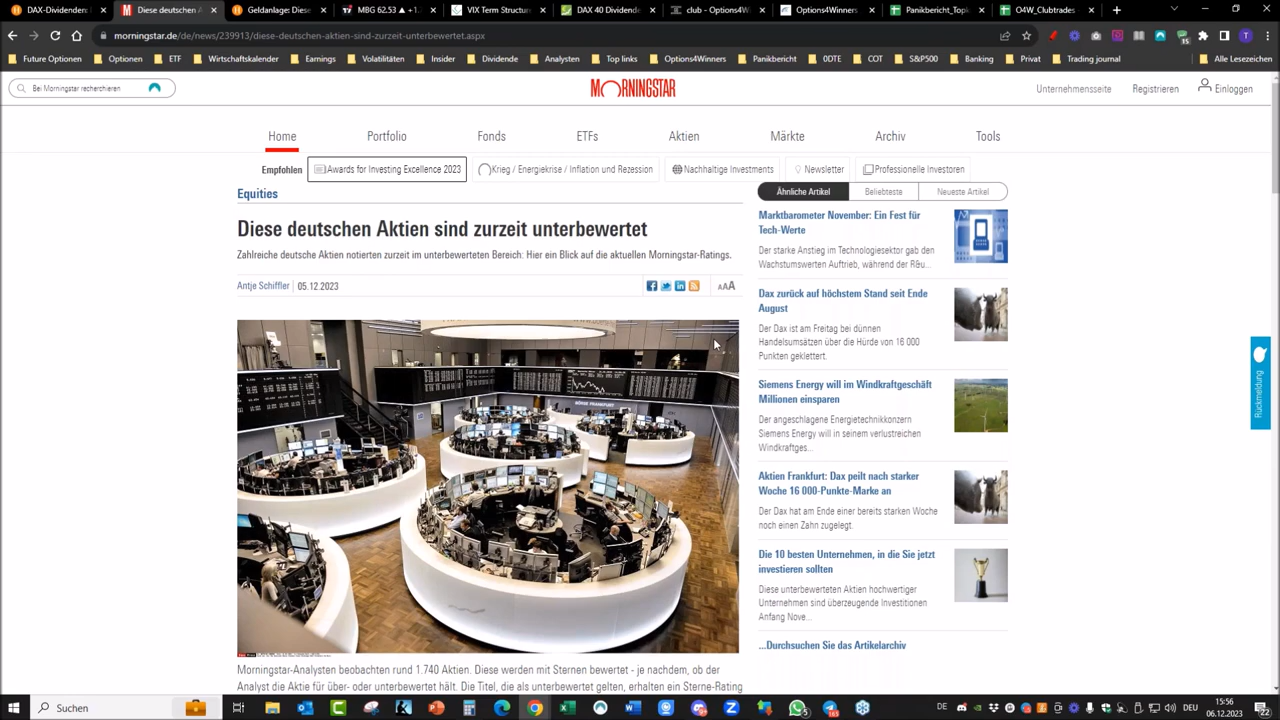 DAX-Dividenden
Diese deutschen A
Geldanlage: Diese
MBG 62.53 ▲ +1.
VIX Term Structure
DAX 40 Dividende
club - Options4Win
Options4Winners
Panikbericht_Topk
O4W_Clubtrades
morningstar.de/de/news/239913/diese-deutschen-aktien-sind-zurzeit-unterbewertet.aspx
Future Optionen
Optionen
ETF
Wirtschaftskalender
Earnings
Volatilitäten
Insider
Dividende
Analysten
Top links
Options4Winners
Panikbericht
0DTE
COT
S&P500
Banking
Privat
Trading journal
Alle Lesezeichen
Bei Morningstar recherchieren
MORNINGSTAR
Unternehmensseite
Registrieren
Einloggen
Home
Portfolio
Fonds
ETFs
Aktien
Märkte
Archiv
Tools
Empfohlen
Awards for Investing Excellence 2023
Krieg / Energiekrise / Inflation und Rezession
Nachhaltige Investments
Newsletter
Professionelle Investoren
Equities
Diese deutschen Aktien sind zurzeit unterbewertet
Zahlreiche deutsche Aktien notierten zurzeit im unterbewerteten Bereich: Hier ein Blick auf die aktuellen Morningstar-Ratings.
Antje Schiffler
05.12.2023
AAA
BÖRSE FRANKFURT
Morningstar-Analysten beobachten rund 1.740 Aktien. Diese werden mit Sternen bewertet - je nachdem, ob der
Analyst die Aktie für über- oder unterbewertet hält. Die Titel, die als unterbewertet gelten, erhalten ein Sterne-Rating
Ähnliche Artikel
Beliebteste
Neueste Artikel
Marktbarometer November: Ein Fest für
Tech-Werte
Der starke Anstieg im Technologiesektor gab den
Wachstumswerten Auftrieb, während der R&u...
Dax zurück auf höchstem Stand seit Ende
August
Der Dax ist am Freitag bei dünnen
Handelsumsätzen über die Hürde von 16 000
Punkten geklettert.
Siemens Energy will im Windkraftgeschäft
Millionen einsparen
Der angeschlagene Energietechnikkonzern
Siemens Energy will in seinem verlustreichen
Windkraftges...
Aktien Frankfurt: Dax peilt nach starker
Woche 16 000-Punkte-Marke an
Der Dax hat am Ende einer bereits starken Woche
noch einen Zahn zugelegt.
Die 10 besten Unternehmen, in die Sie jetzt
investieren sollten
Diese unterbewerteten Aktien hochwertiger
Unternehmen sind überzeugende Investitionen
Anfang Nove...
...Durchsuchen Sie das Artikelarchiv
Rückmeldung
Suchen
DE
DEU
15:56
06.12.2023